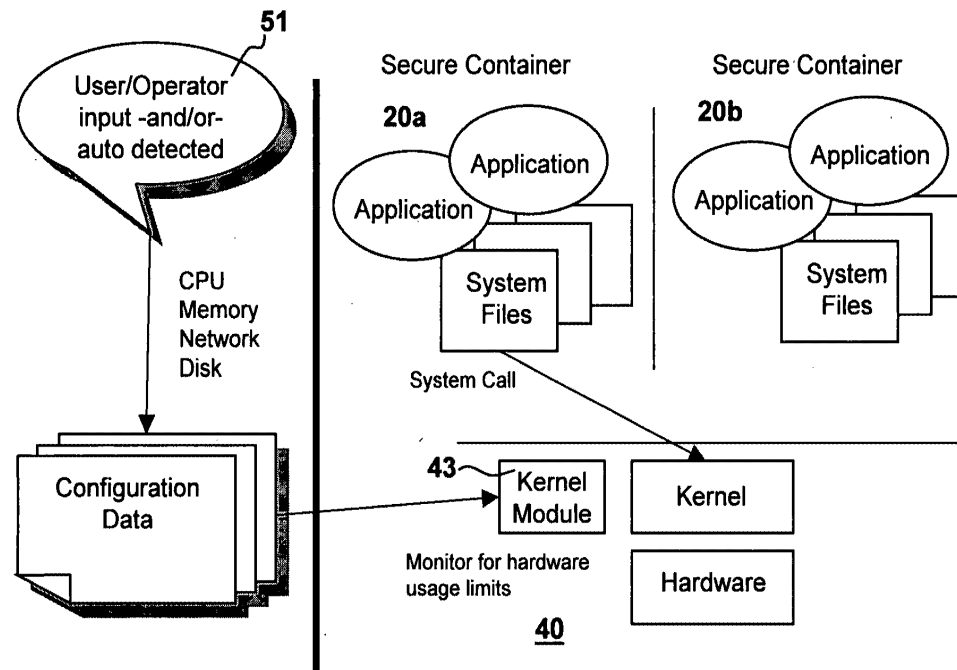 51
User/Operator
input -and/or-
auto detected
CPU
Memory
Network
Disk
Configuration
Data
Secure Container
20a
Application
Application
System
Files
System Call
Secure Container
20b
Application
Application
System
Files
43
Kernel
Module
Kernel
Monitor for hardware
usage limits
Hardware
40